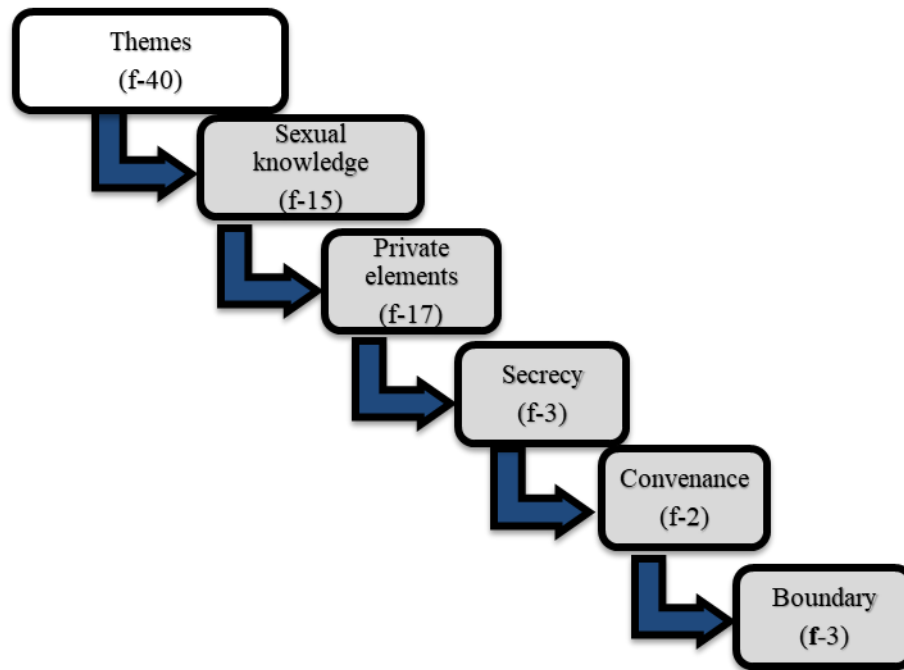 Themes
(f-40)
Sexual
knowledge
(f-15)
Private
elements
(f-17)
Secrecy
(f-3)
Convenance
(f-2)
Boundary
(f-3)